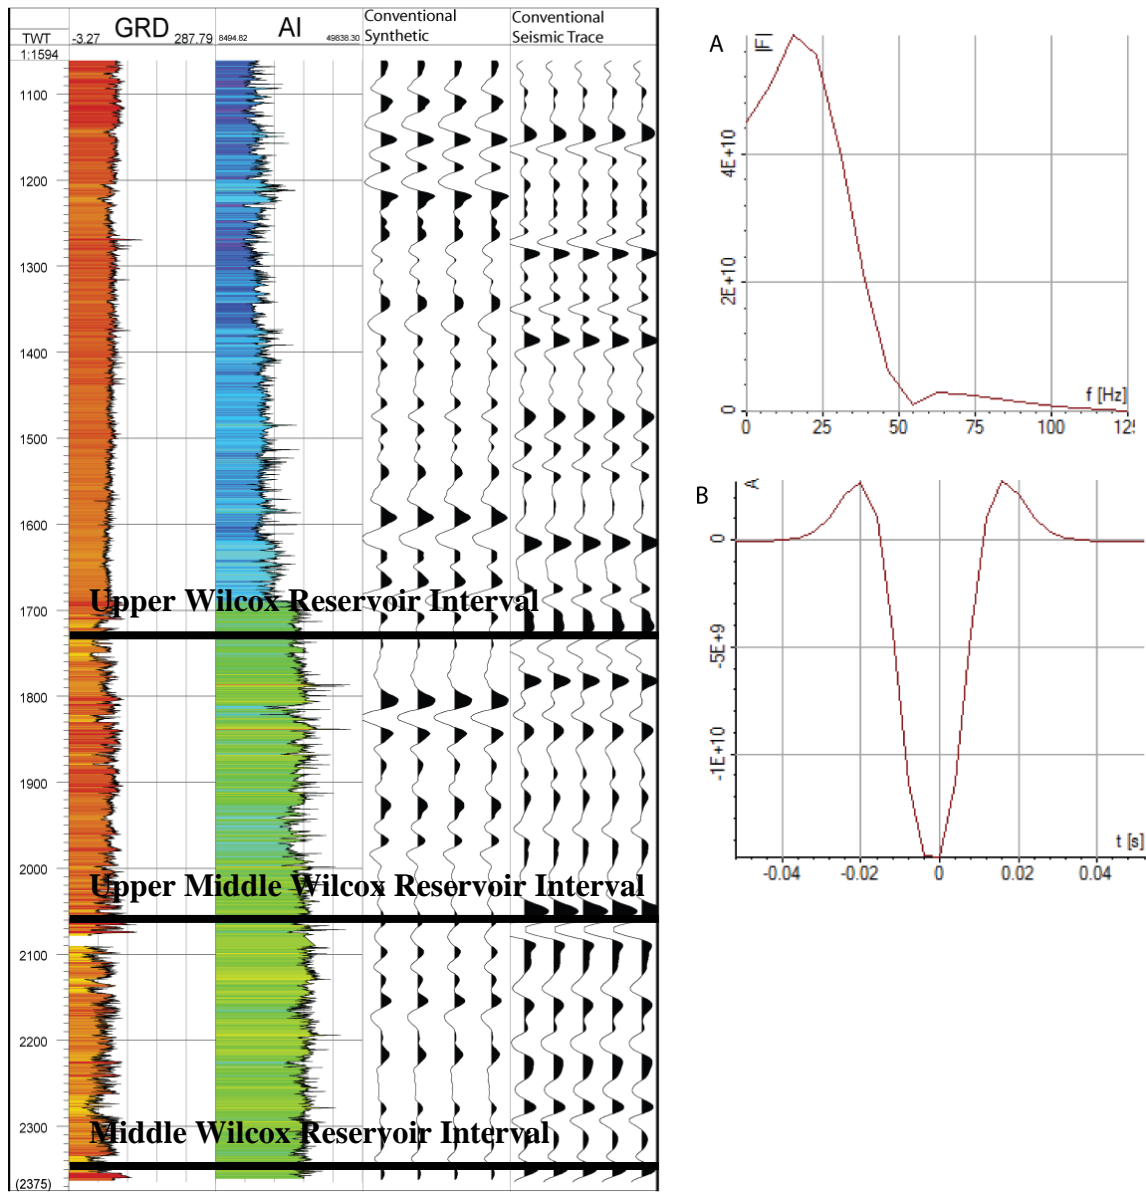 Conventional
Synthetic
Conventional
Seismic Trace
TWT
-3.27 GRD 287.79
8494.82 AI 49838.30
1:1594
1100
1200
1300
1400
1500
1600
1700
Upper Wilcox Reservoir Interval
1800
1900
2000
Upper Middle Wilcox Reservoir Interval
2100
2200
2300
Middle Wilcox Reservoir Interval
(2375)
A
|F|
4E+10
2E+10
0
f [Hz]
0 25 50 75 100 12
B
A
0
-5E+9
-1E+10
t [s]
-0.04 -0.02 0 0.02 0.04